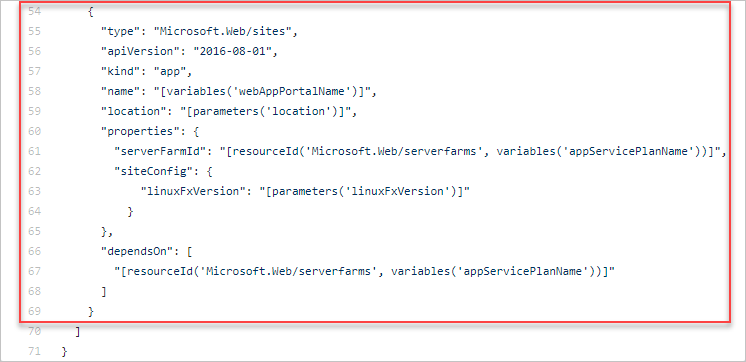 54 {
55 "type": "Microsoft.Web/sites",
56 "apiVersion": "2016-08-01",
57 "kind": "app",
58 "name": "[variables('webAppPortalName')]",
59 "location": "[parameters('location')]",
60 "properties": {
61 "serverFarmId": "[resourceId('Microsoft.Web/serverfarms', variables('appServicePlanName'))]",
62 "siteConfig": {
63 "linuxFxVersion": "[parameters('linuxFxVersion')]"
64 }
65 },
66 "dependsOn": [
67 "[resourceId('Microsoft.Web/serverfarms', variables('appServicePlanName'))]"
68 ]
69 }
70 ]
71 }